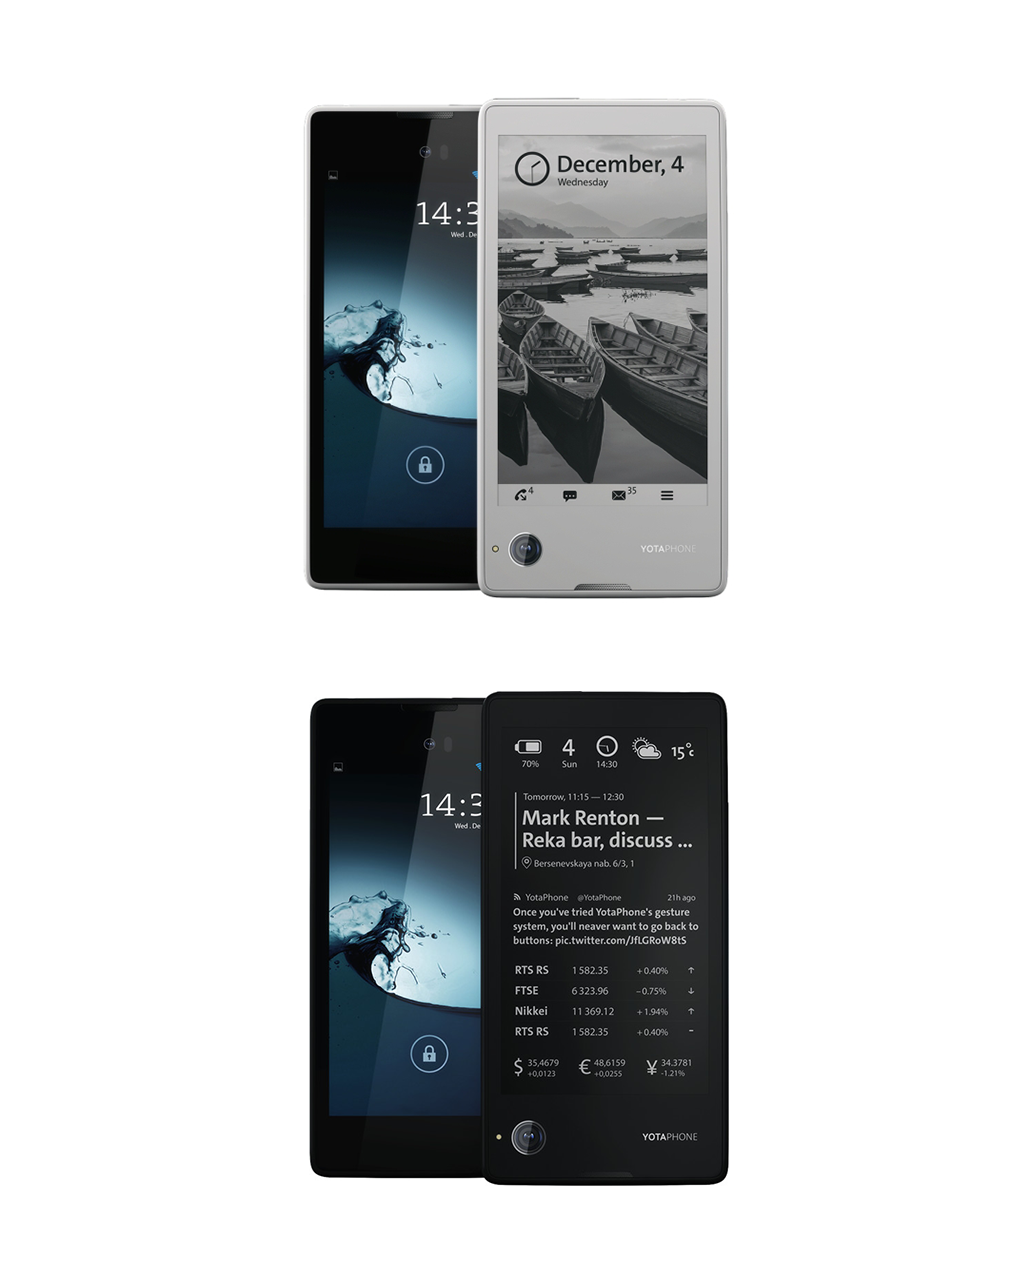 14:3
Wed . De
December, 4
Wednesday
4
35
YOTAPHONE
14:3
Wed . De
70%
4
Sun
14:30
15°c
Tomorrow, 11:15 — 12:30
Mark Renton —
Reka bar, discuss ...
Bersenevskaya nab. 6/3, 1
YotaPhone @YotaPhone 21h ago
Once you've tried YotaPhone's gesture
system, you'll neaver want to go back to
buttons: pic.twitter.com/JfLGRoW8tS
RTS RS 1 582.35 +0.40% ↑
FTSE 6 323.96 −0.75% ↓
Nikkei 11 369.12 +1.94% ↑
RTS RS 1 582.35 +0.40% -
$ 35,4679 € 48,6159 ¥ 34.3781
+0,0123 +0,0255 -1.21%
YOTAPHONE